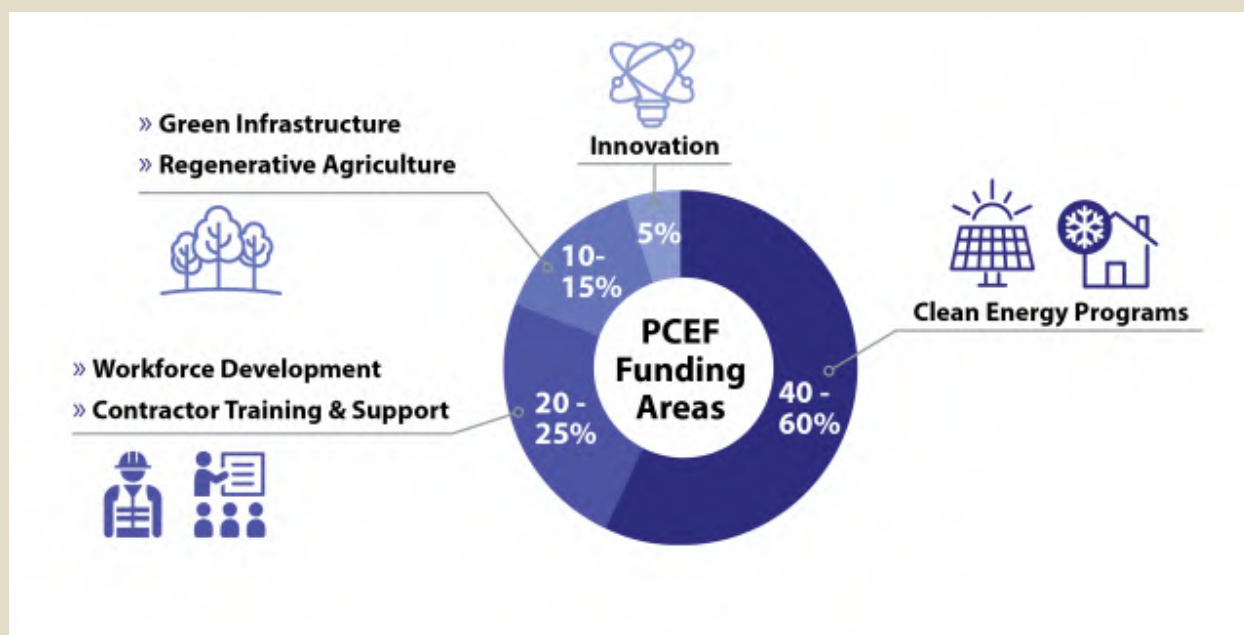 » Green Infrastructure
» Regenerative Agriculture
Innovation
5%
10-
15%
Clean Energy Programs
PCEF
Funding
Areas
40 -
60%
» Workforce Development
» Contractor Training & Support
20 -
25%